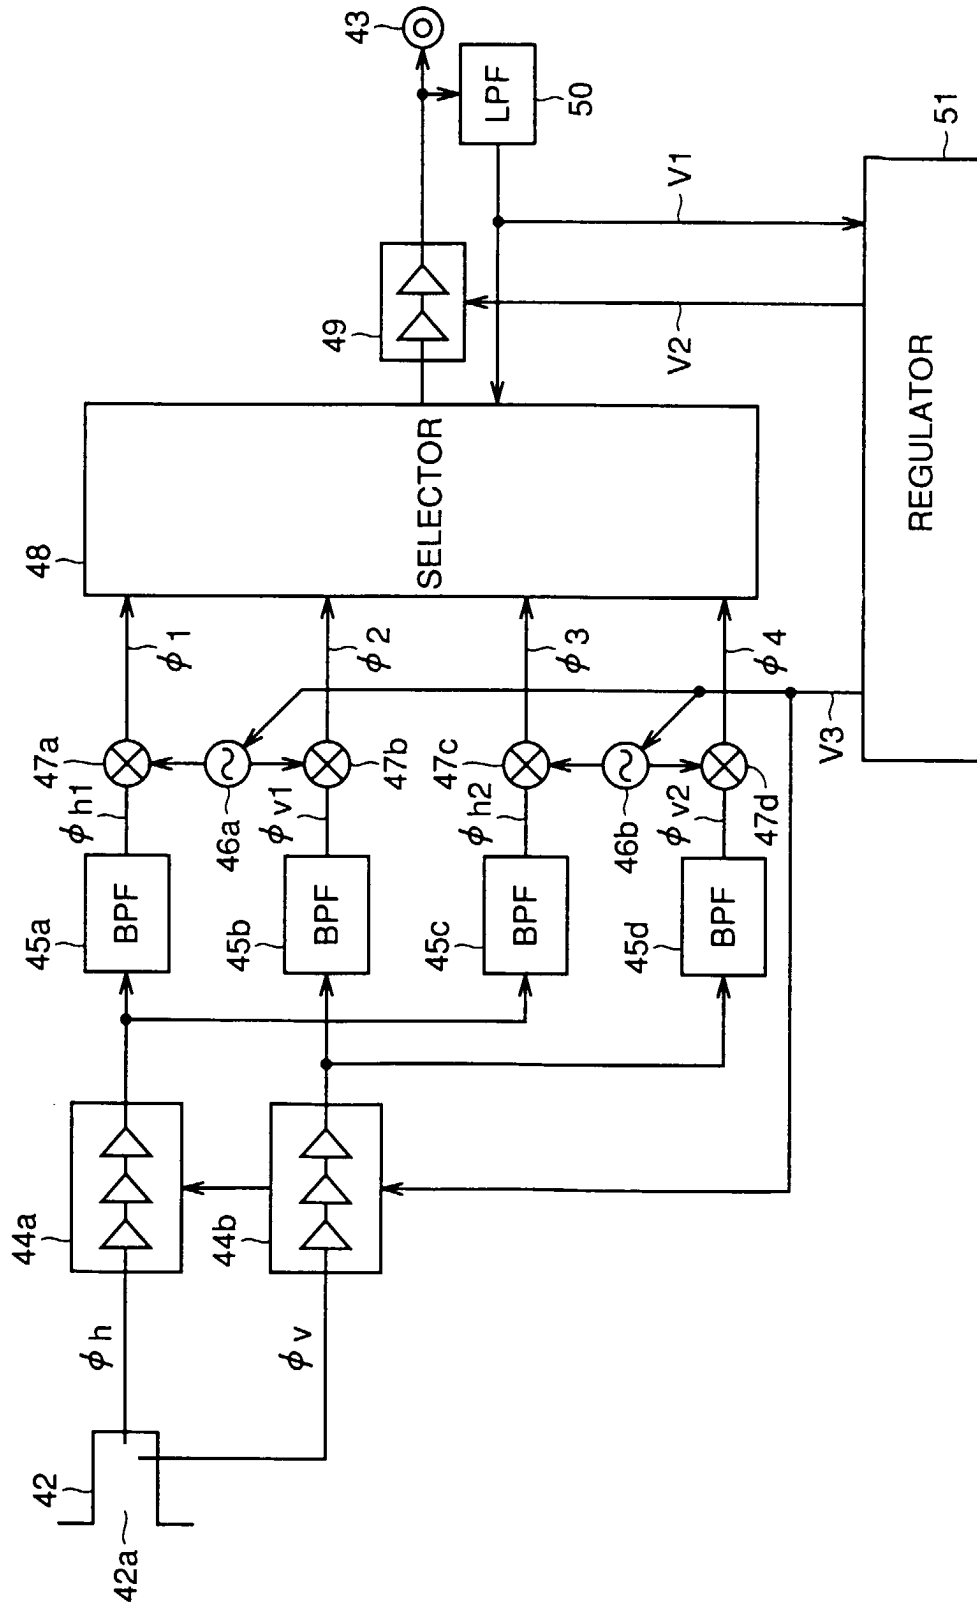 42a
42
φh
φv
44a
44b
45a
BPF
45b
BPF
45c
BPF
45d
BPF
φh1
φv1
φh2
φv2
47a
46a
47b
47c
46b
47d
φ1
φ2
φ3
φ4
V3
48
SELECTOR
49
43
LPF
50
V2
V1
REGULATOR
51